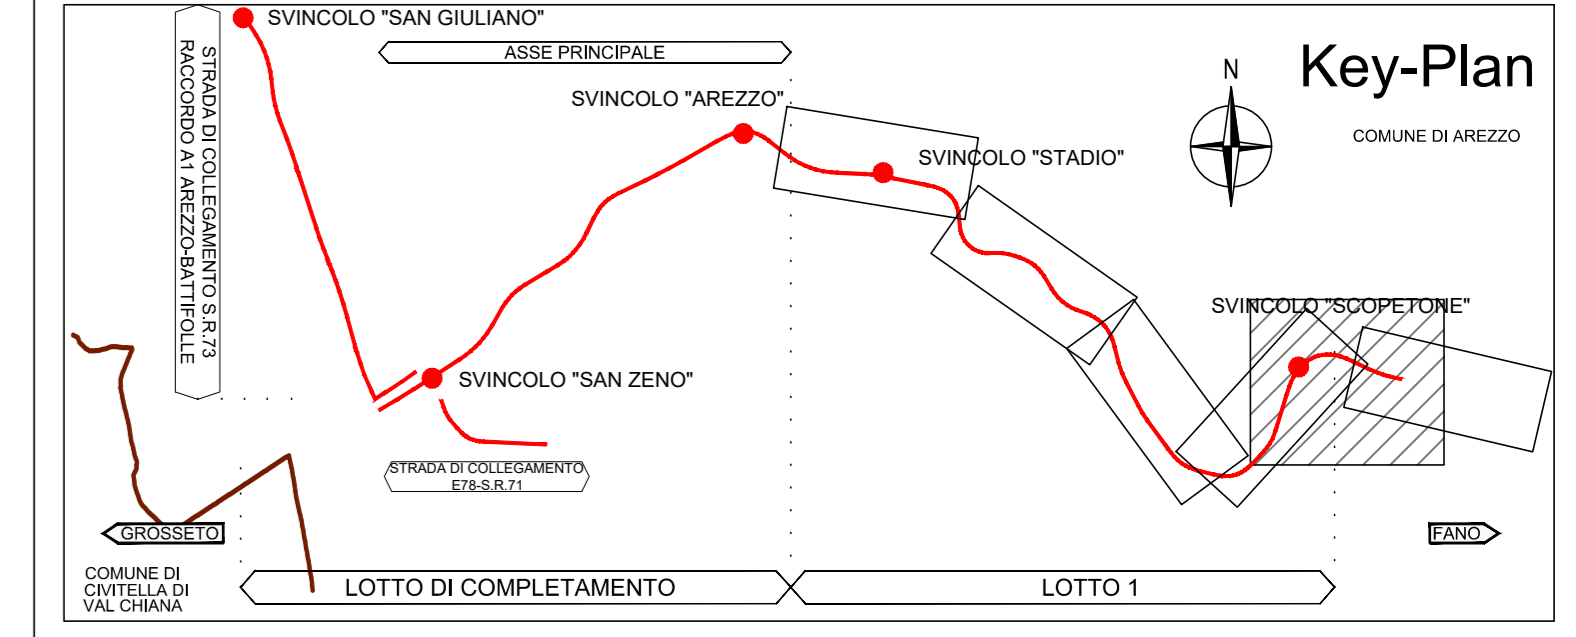 SVINCOLO "SAN GIULIANO"
STRADA DI COLLEGAMENTO S.R.73
RACCORDO A1 AREZZO-BATTIFOLLE
ASSE PRINCIPALE
Key-Plan
N
SVINCOLO "AREZZO"
COMUNE DI AREZZO
SVINCOLO "STADIO"
SVINCOLO "SCOPETONE"
SVINCOLO "SAN ZENO"
STRADA DI COLLEGAMENTO
E78-S.R.71
GROSSETO
FANO
COMUNE DI
CIVITELLA DI
VAL CHIANA
LOTTO DI COMPLETAMENTO
LOTTO 1